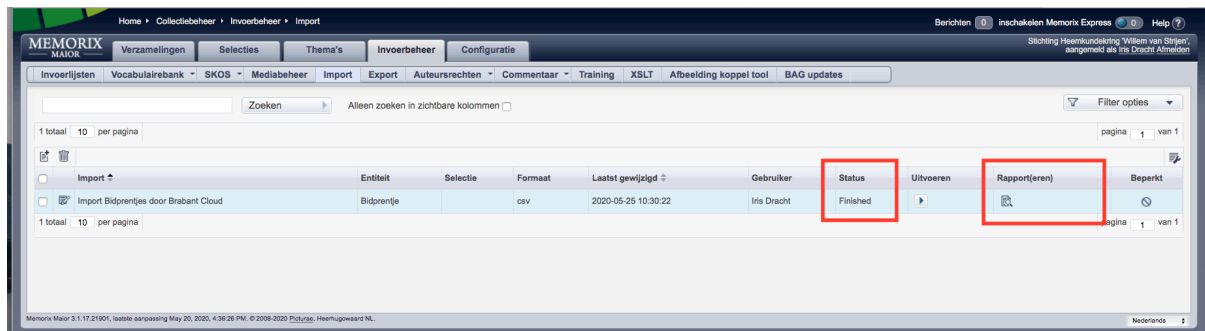 Home ▸ Collectiebeheer ▸ Invoerbeheer ▸ Import
Berichten 0 inschakelen Memorix Express 0 Help ?
MEMORIX
MAIOR
Verzamelingen Selecties Thema's Invoerbeheer Configuratie
Stichting Heemkundekring 'Willem van Strijen',
aangemeld als Iris Dracht Afmelden
Invoerlijsten Vocabulairebank SKOS Mediabeheer Import Export Auteursrechten Commentaar Training XSLT Afbeelding koppel tool BAG updates
Zoeken Alleen zoeken in zichtbare kolommen Filter opties
1 totaal 10 per pagina pagina 1 van 1
Import Entiteit Selectie Formaat Laatst gewijzigd Gebruiker Status Uitvoeren Rapport(eren) Beperkt
Import Bidprentjes door Brabant Cloud Bidprentje csv 2020-05-25 10:30:22 Iris Dracht Finished
1 totaal 10 per pagina pagina 1 van 1
Memorix Maior 3.1.17.21901, laatste aanpassing May 20, 2020, 4:36:26 PM. © 2008-2020 Picturae, Heerhugowaard NL.
Nederlands